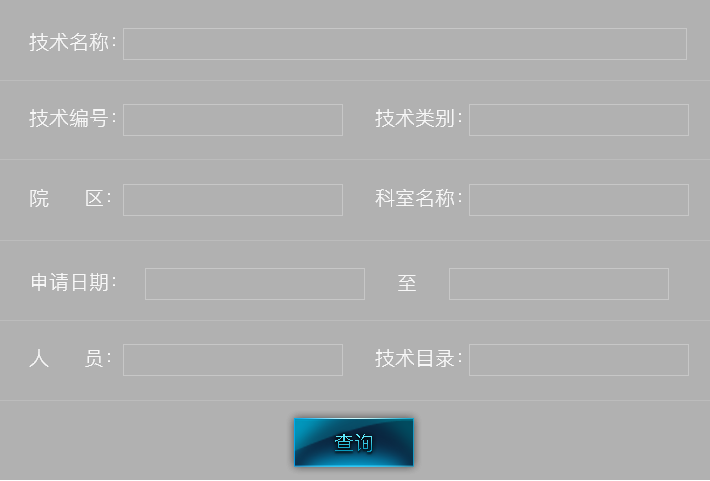 技术名称:
技术编号: 技术类别:
院 区: 科室名称:
申请日期: 至
人 员: 技术目录:
查询